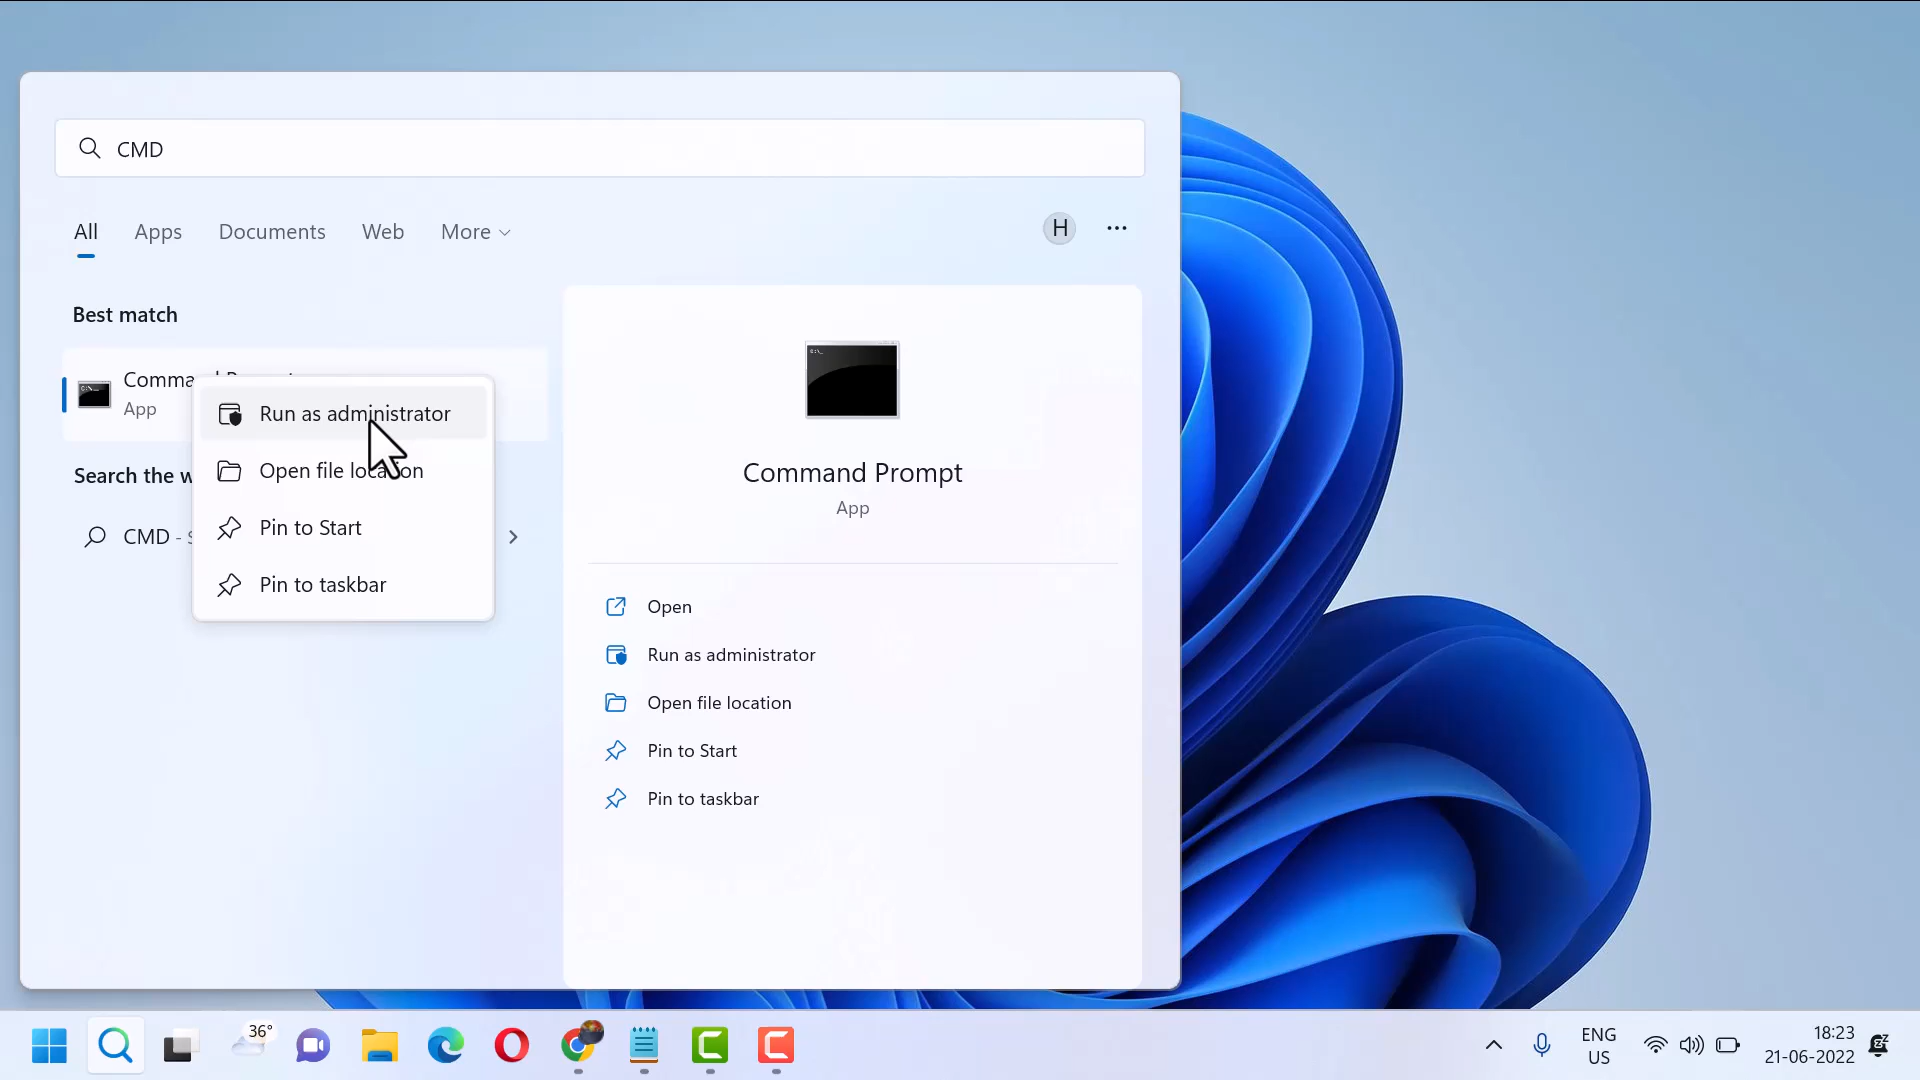 CMD
All Apps Documents Web More
H
Best match
App
Run as administrator
Open file location
Pin to Start
Pin to taskbar
Search the
CMD -
Command Prompt
App
Open
Run as administrator
Open file location
Pin to Start
Pin to taskbar
36°
ENG
US
18:23
21-06-2022